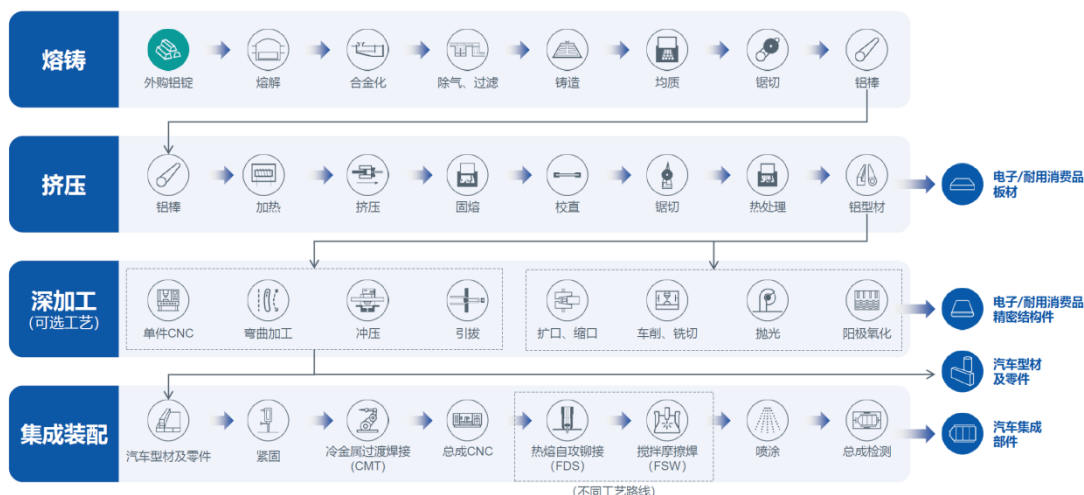 熔铸
外购铝锭
熔解
合金化
除气、过滤
铸造
均质
锯切
铝棒
挤压
铝棒
加热
挤压
固熔
校直
锯切
热处理
铝型材
电子/耐用消费品
板材
深加工
(可选工艺)
单件CNC
弯曲加工
冲压
引拔
扩口、缩口
车削、铣切
抛光
阳极氧化
电子/耐用消费品
精密结构件
汽车型材
及零件
集成装配
汽车型材及零件
紧固
冷金属过渡焊接
(CMT)
总成CNC
热熔自攻铆接
(FDS)
搅拌摩擦焊
(FSW)
喷涂
总成检测
汽车集成
部件
(不同工艺路线)